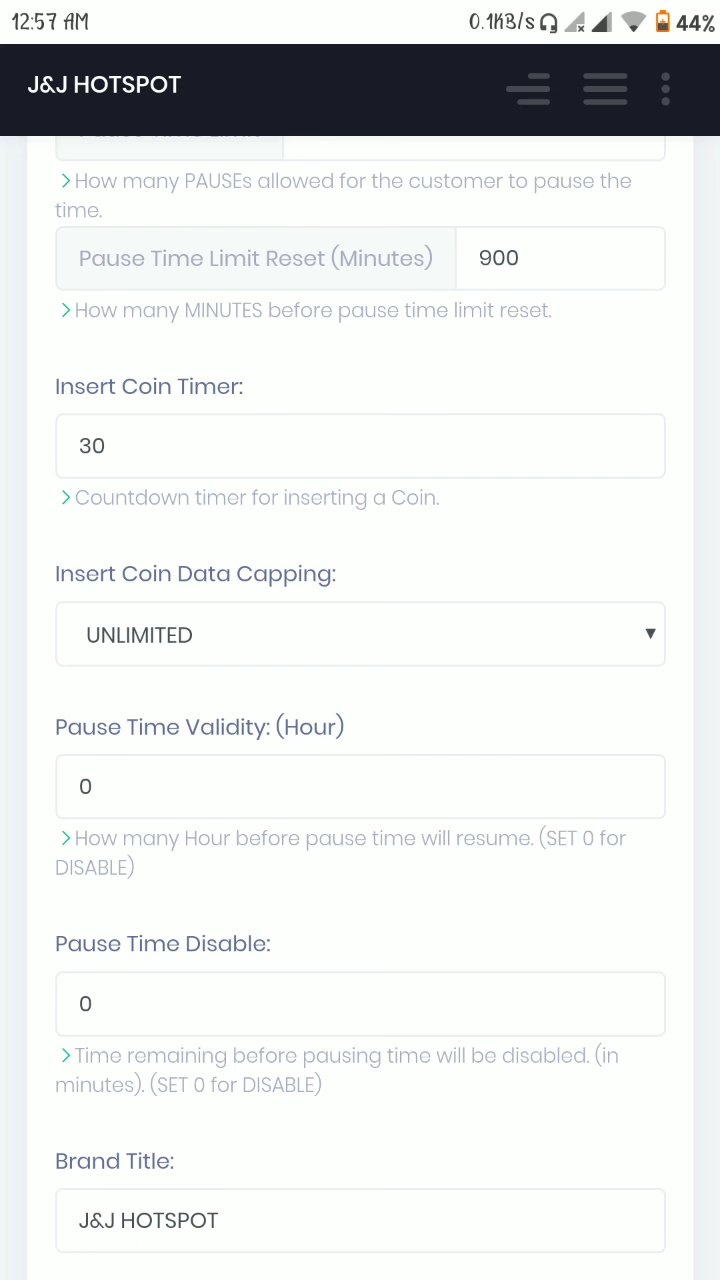 12:57 AM
0.1KB/s
44%
J&J HOTSPOT
Pause Time Limit
How many PAUSEs allowed for the customer to pause the
time.
Pause Time Limit Reset (Minutes)
900
How many MINUTES before pause time limit reset.
Insert Coin Timer:
30
Countdown timer for inserting a Coin.
Insert Coin Data Capping:
UNLIMITED
Pause Time Validity: (Hour)
0
How many Hour before pause time will resume. (SET 0 for
DISABLE)
Pause Time Disable:
0
Time remaining before pausing time will be disabled. (in
minutes). (SET 0 for DISABLE)
Brand Title:
J&J HOTSPOT